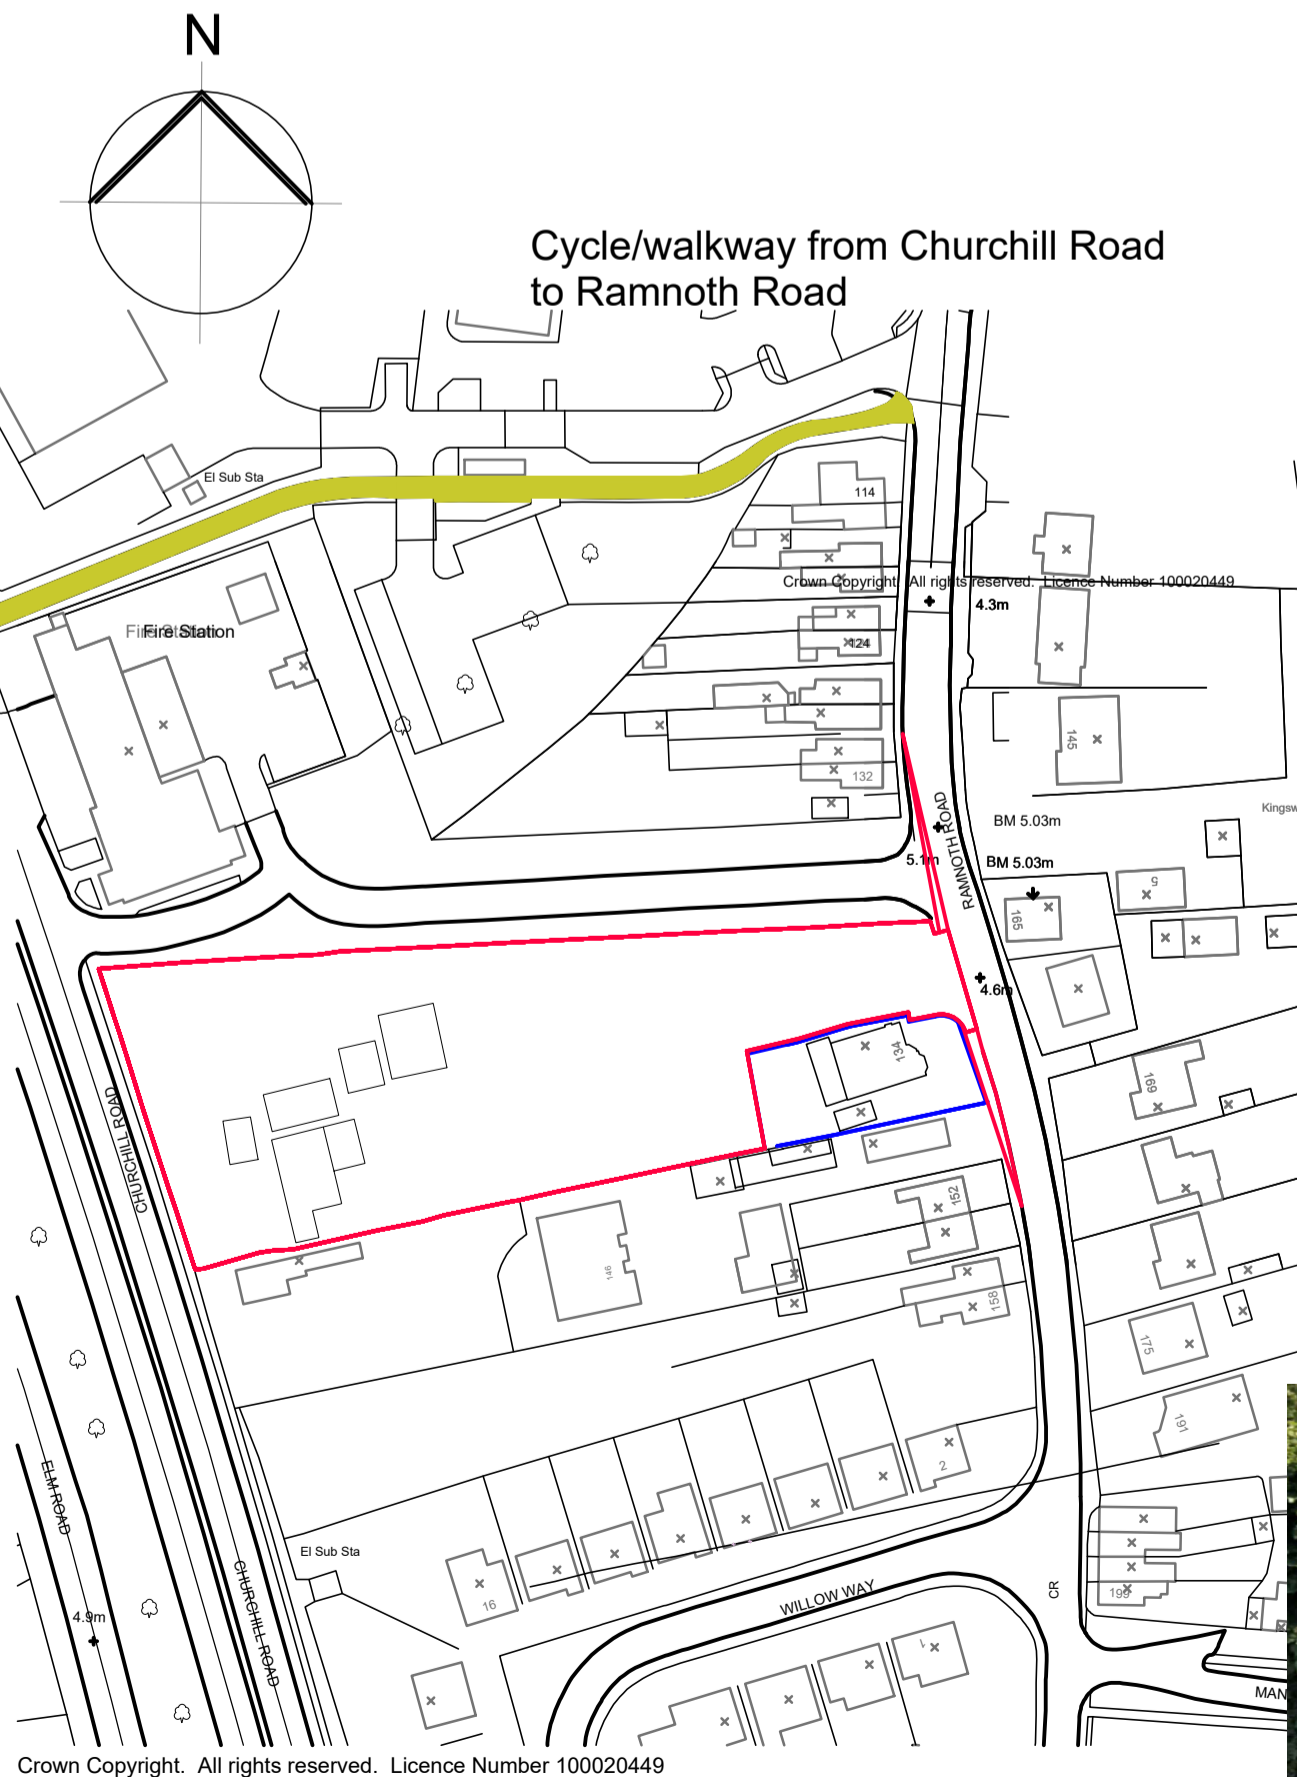 N
Cycle/walkway from Churchill Road
to Ramnoth Road
El Sub Sta
114
Crown Copyright. All rights reserved. Licence Number 100020449
4.3m
Fire Station
124
145
132
Kingsw
RAMNOTH ROAD
BM 5.03m
5.1m
BM 5.03m
5
165
4.6m
134
169
CHURCHILL ROAD
152
146
158
175
191
2
ELM ROAD
El Sub Sta
CHURCHILL ROAD
16
WILLOW WAY
CR
199
4.9m
1
MAN
Crown Copyright. All rights reserved. Licence Number 100020449